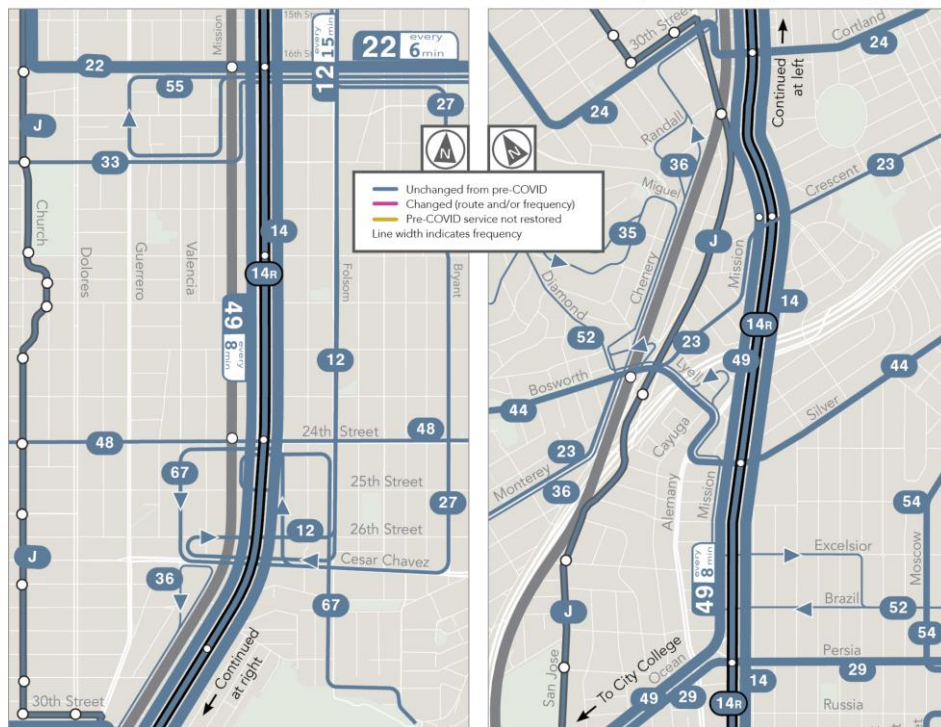 15th St
every
15 min
12
22
every
6 min
Mission
16th St
22
55
27
J
33
N
N
Unchanged from pre-COVID
Changed (route and/or frequency)
Pre-COVID service not restored
Line width indicates frequency
Church
Dolores
Guerrero
Valencia
14
14R
Folsom
Bryant
49
every
8 min
12
48
24th Street
48
67
25th Street
27
12
26th Street
Cesar Chavez
36
67
J
Continued
at right
30th Street
30th Street
24
Cortland
24
Continued
at left
Randall
36
Miguel
Crescent
23
35
J
Mission
Chenery
14
Diamond
14R
52
23
49
Lyell
44
Bosworth
44
Silver
Cayuga
23
Monterey
36
Alemany
Mission
54
Excelsior
Moscow
49
every
8 min
Brazil
52
J
54
Persia
San Jose
Ocean
29
14
To City College
49
29
14R
Russia